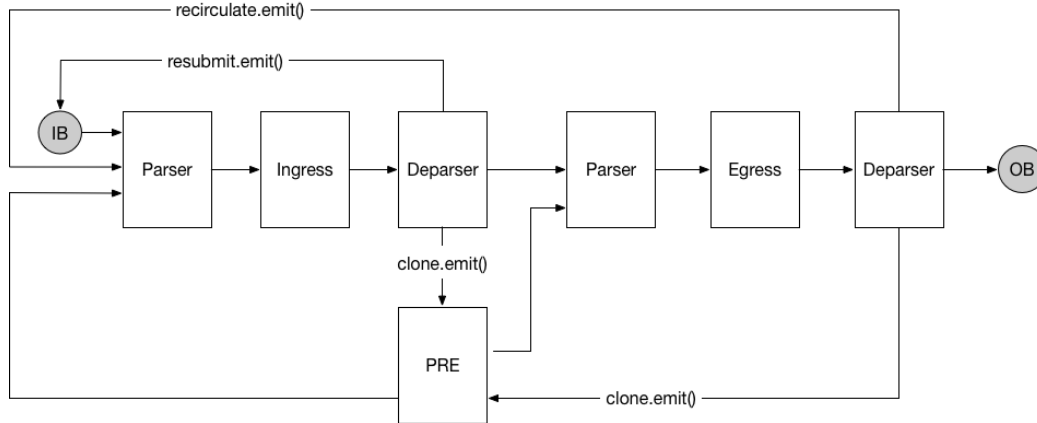 recirculate.emit()
resubmit.emit()
IB
Parser
Ingress
Deparser
Parser
Egress
Deparser
OB
clone.emit()
PRE
clone.emit()